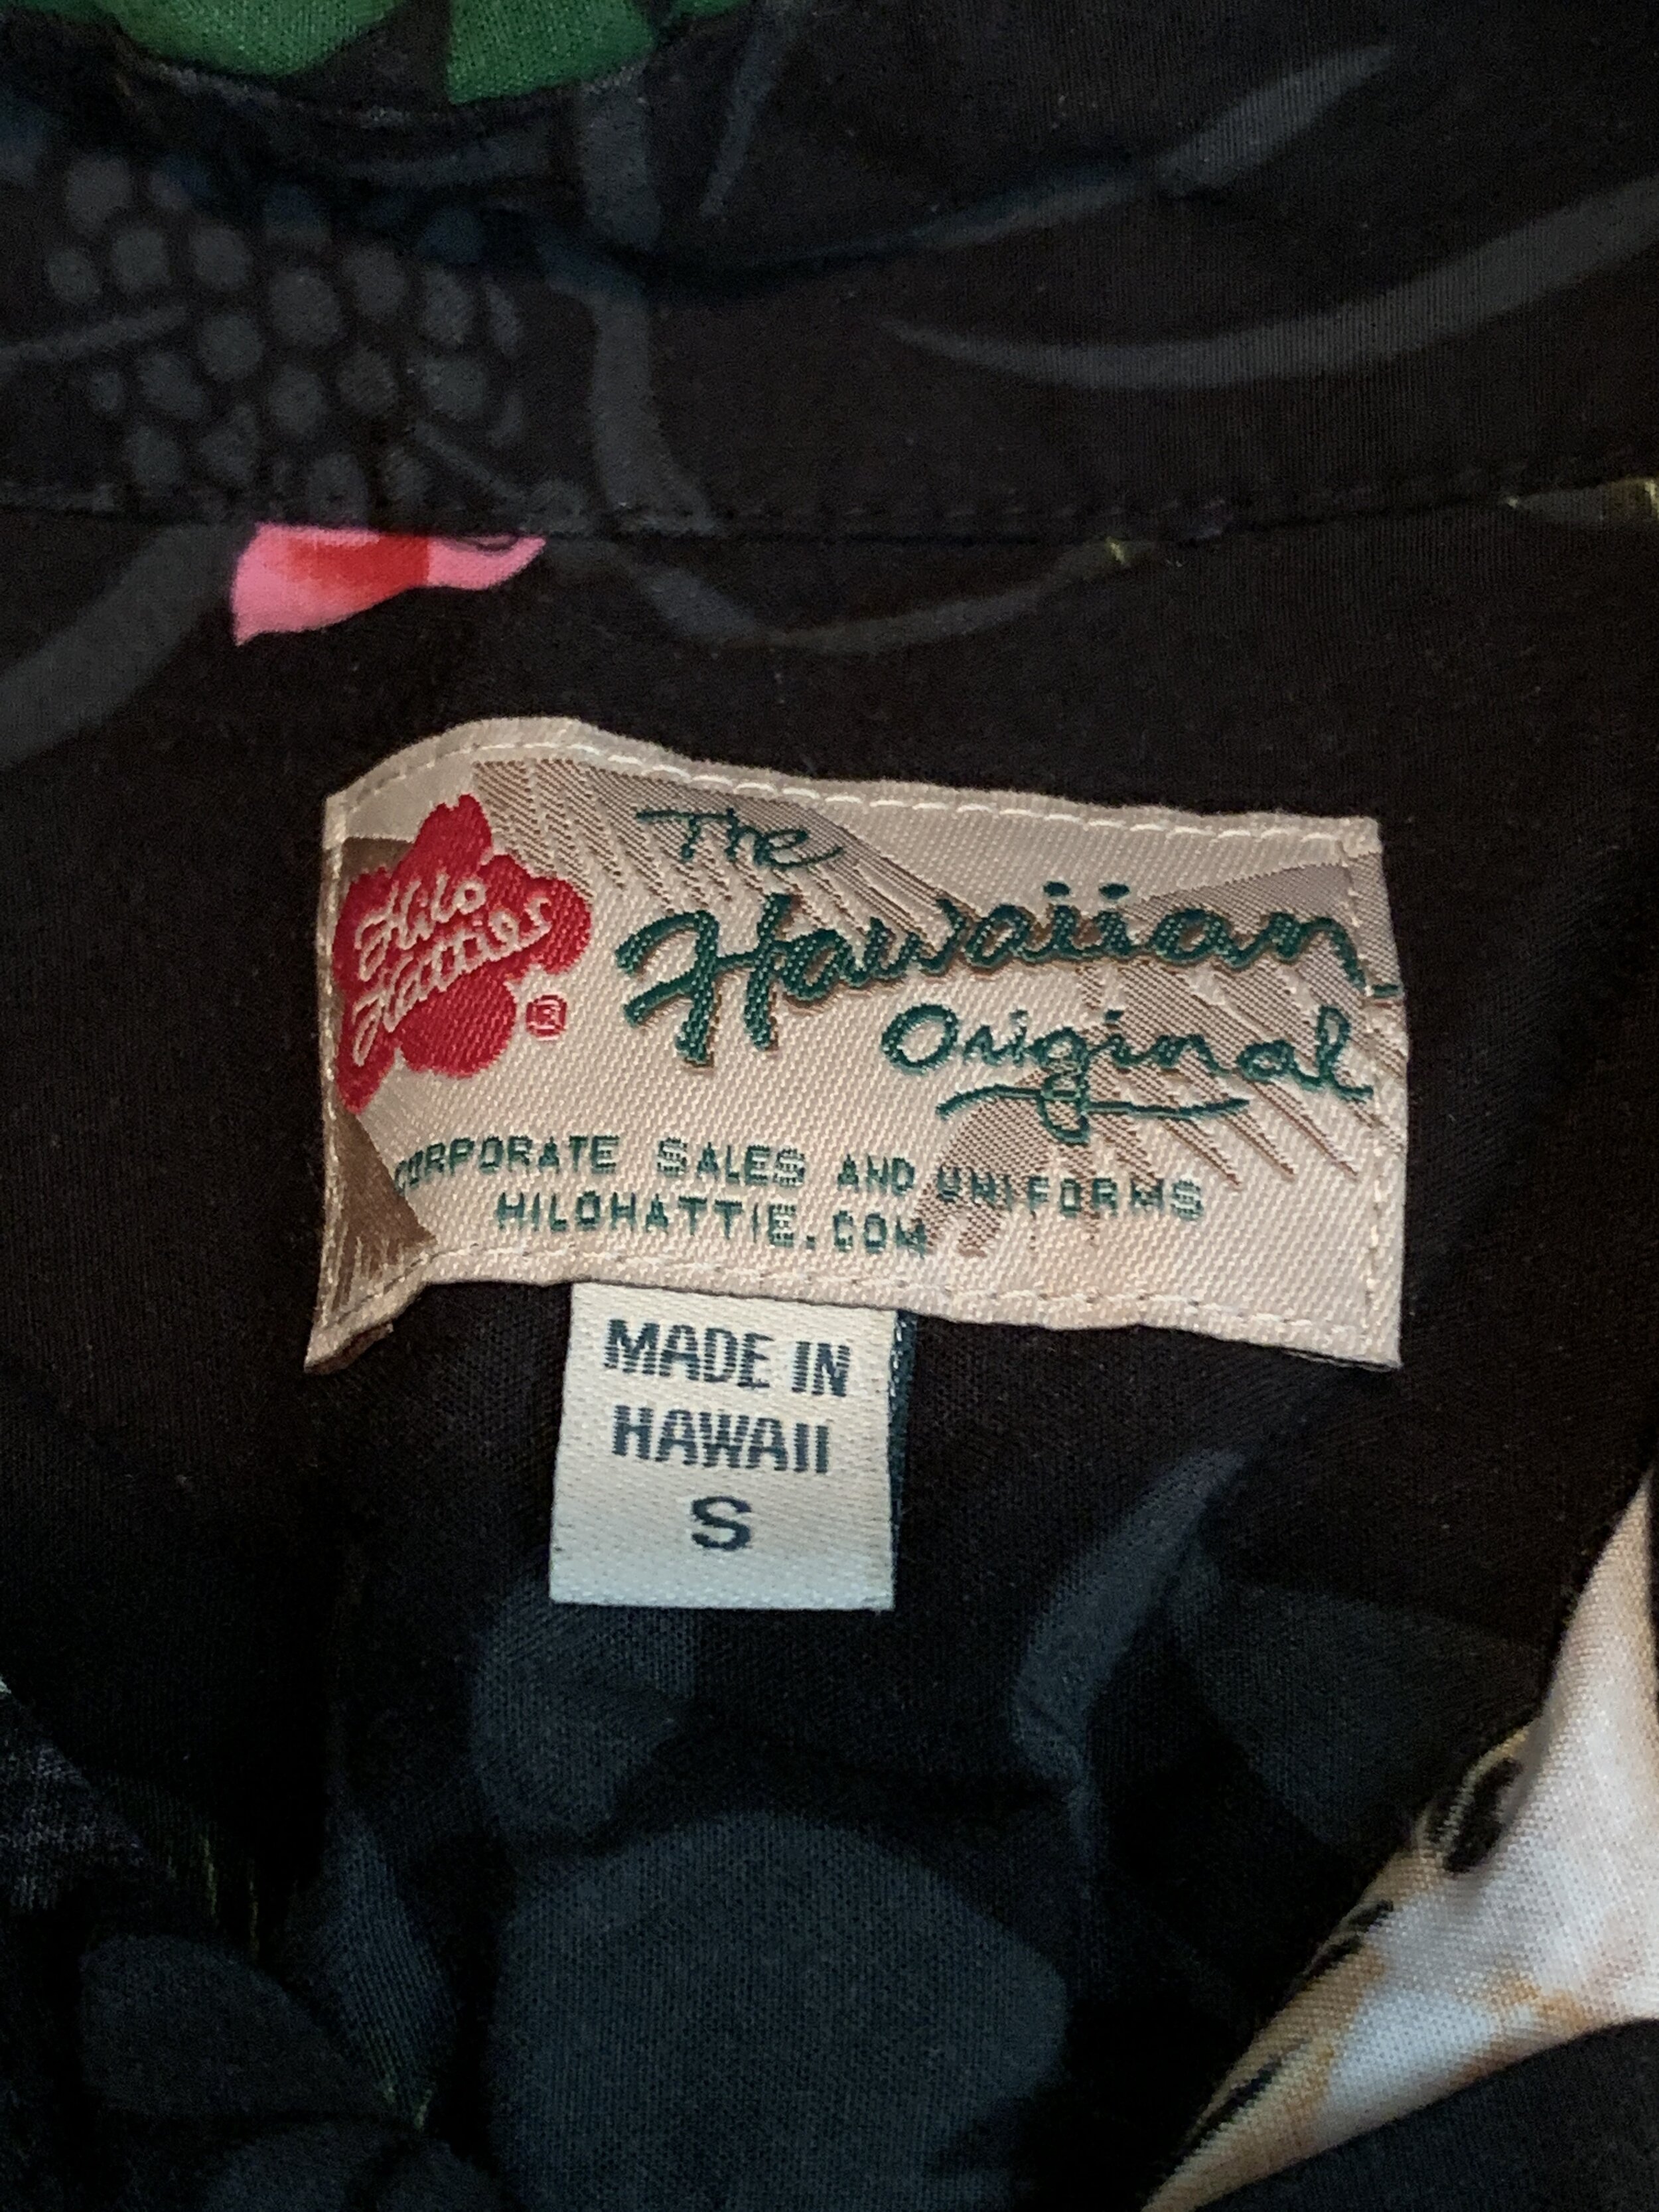 Hilo
Hattie's
®
The
Hawaiian
Original
CORPORATE SALES AND UNIFORMS
HILOHATTIE.COM
MADE IN
HAWAII
S